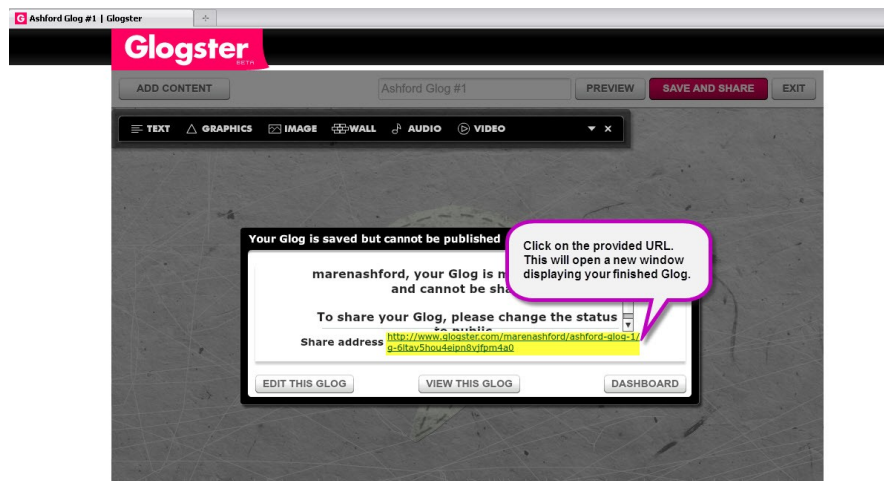 Ashford Glog #1 | Glogster
Glogster
BETA
ADD CONTENT Ashford Glog #1 PREVIEW SAVE AND SHARE EXIT
TEXT GRAPHICS IMAGE WALL AUDIO VIDEO
Your Glog is saved but cannot be published
Click on the provided URL.
This will open a new window
displaying your finished Glog.
marenashford, your Glog is
and cannot be
To share your Glog, please change the status
to public
Share address http://www.glogster.com/marenashford/ashford-glog-1/
g-6ltav5hou4eipn8vjfpm4a0
EDIT THIS GLOG VIEW THIS GLOG DASHBOARD